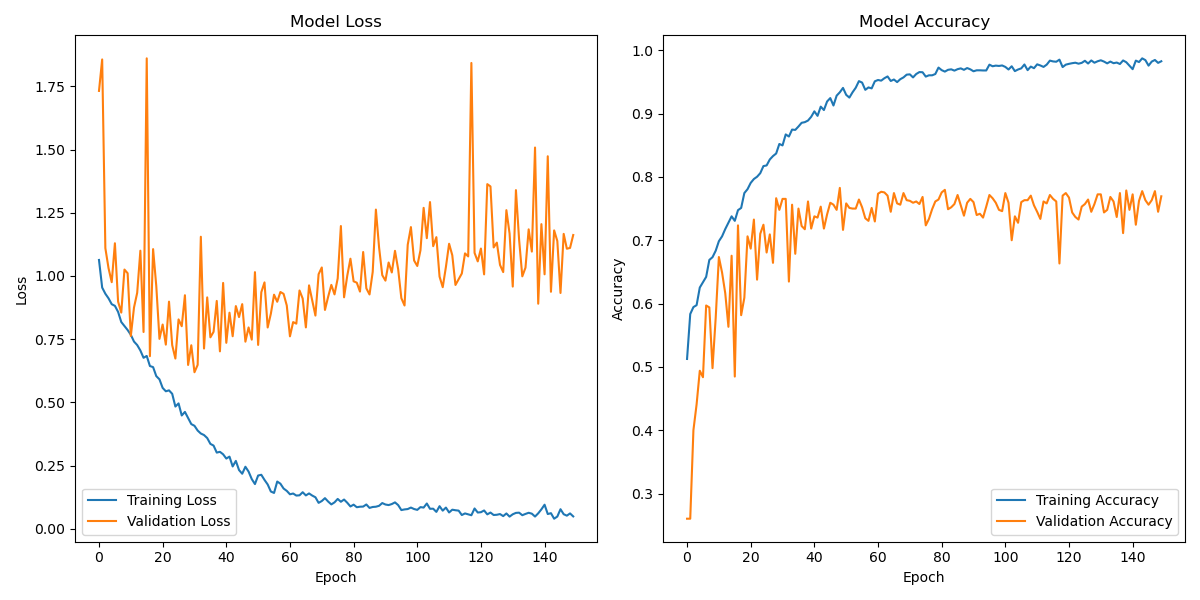 Model Loss
Loss
1.75
1.50
1.25
1.00
0.75
0.50
0.25
0.00
Training Loss
Validation Loss
0 20 40 60 80 100 120 140
Epoch
Model Accuracy
Accuracy
1.0
0.9
0.8
0.7
0.6
0.5
0.4
0.3
Training Accuracy
Validation Accuracy
0 20 40 60 80 100 120 140
Epoch